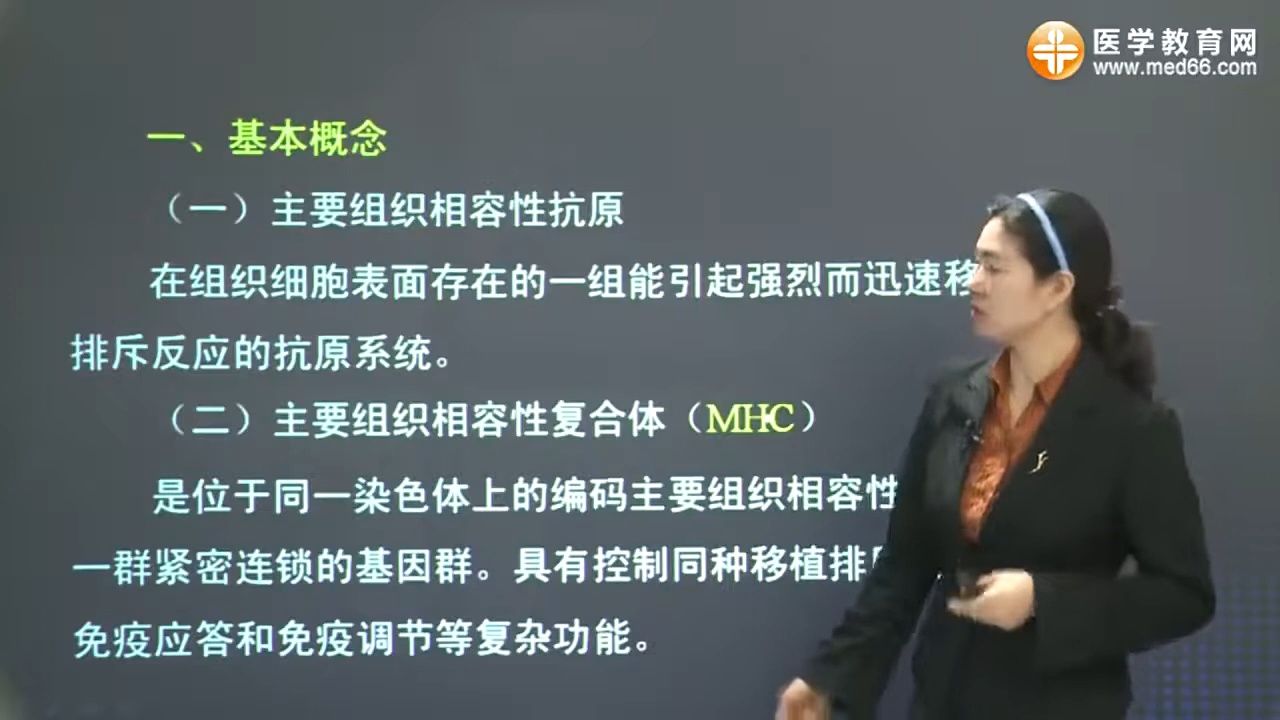 医学教育网
www.med66.com
一、基本概念
（一）主要组织相容性抗原
在组织细胞表面存在的一组能引起强烈而迅速移
排斥反应的抗原系统。
（二）主要组织相容性复合体（MHC）
是位于同一染色体上的编码主要组织相容性
一群紧密连锁的基因群。具有控制同种移植排
免疫应答和免疫调节等复杂功能。